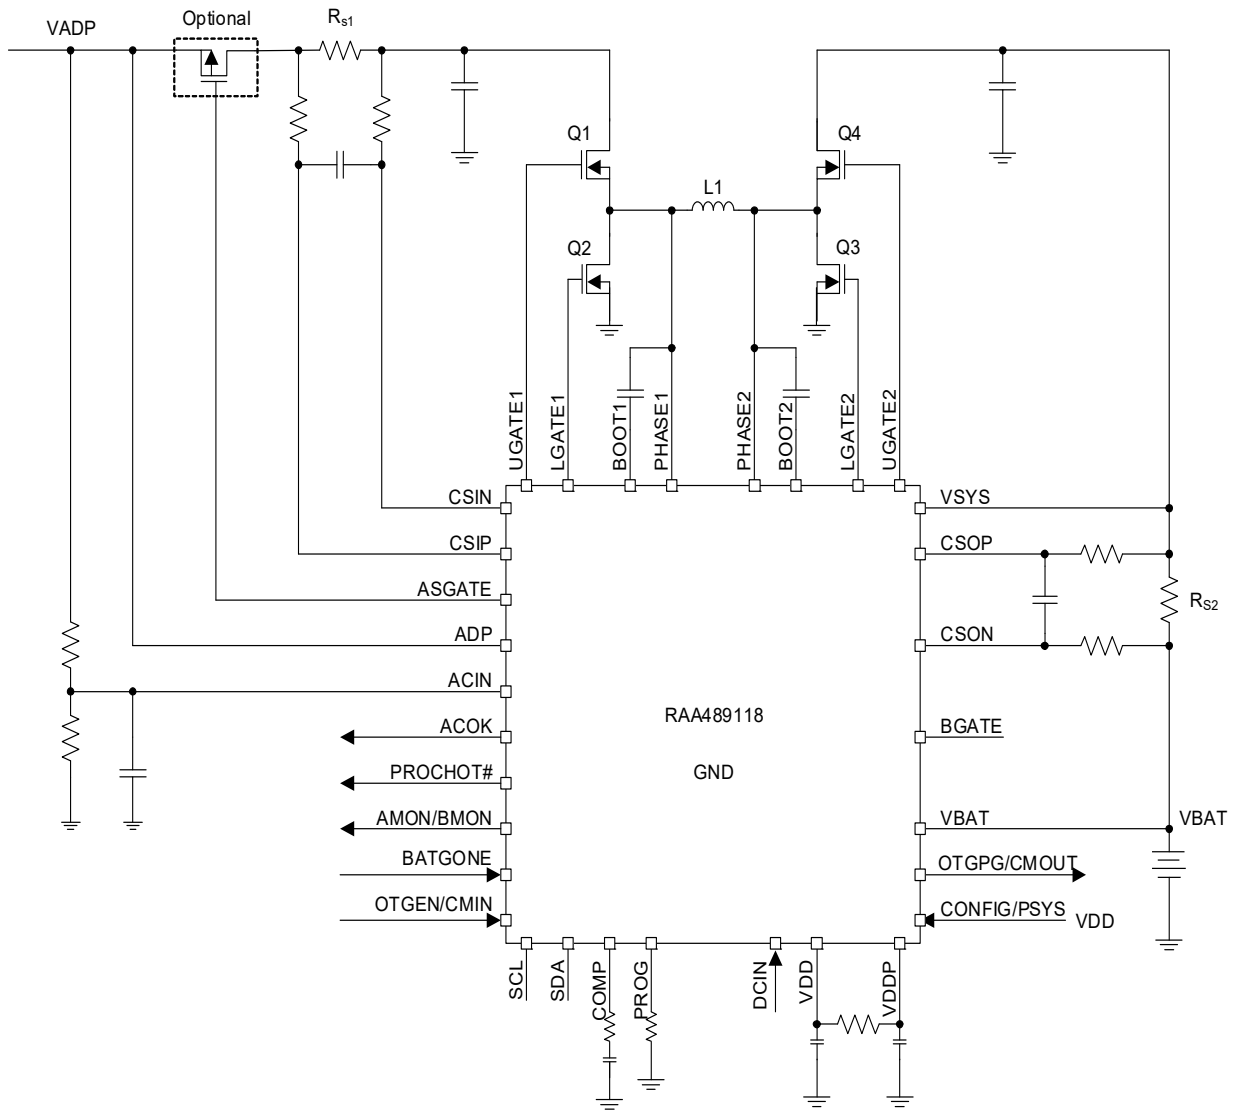 VADP
Optional
Rs1
Q1
Q4
L1
Q2
Q3
UGATE1
LGATE1
BOOT1
PHASE1
PHASE2
BOOT2
LGATE2
UGATE2
CSIN
VSYS
CSIP
CSOP
ASGATE
RS2
ADP
CSON
ACIN
RAA489118
ACOK
BGATE
PROCHOT#
GND
AMON/BMON
VBAT
VBAT
BATGONE
OTGPG/CMOUT
OTGEN/CMIN
CONFIG/PSYS
VDD
SCL
SDA
COMP
PROG
DCIN
VDD
VDDP